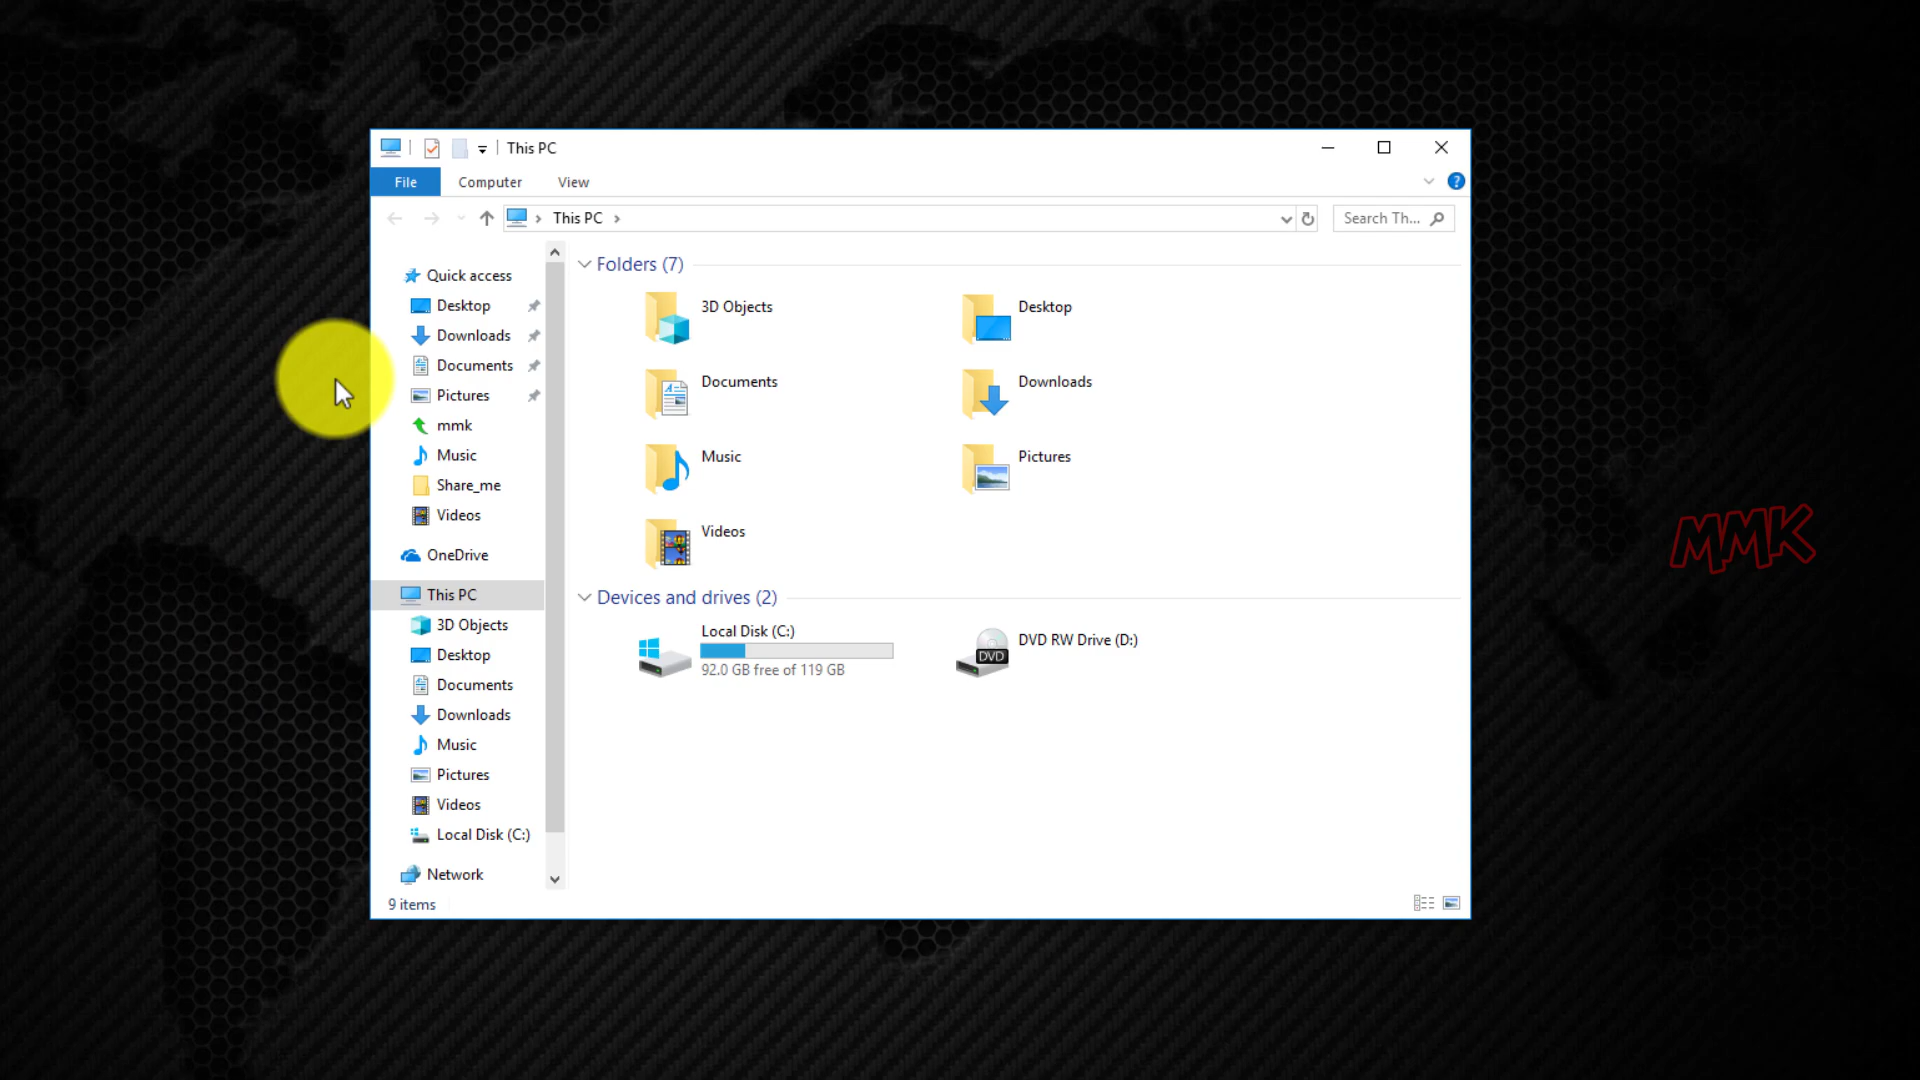 This PC
File
Computer
View
This PC
Search Th...
Quick access
Desktop
Downloads
Documents
Pictures
mmk
Music
Share_me
Videos
OneDrive
This PC
3D Objects
Desktop
Documents
Downloads
Music
Pictures
Videos
Local Disk (C:)
Network
Folders (7)
3D Objects
Desktop
Documents
Downloads
Music
Pictures
Videos
Devices and drives (2)
Local Disk (C:)
92.0 GB free of 119 GB
DVD
DVD RW Drive (D:)
9 items
MMK